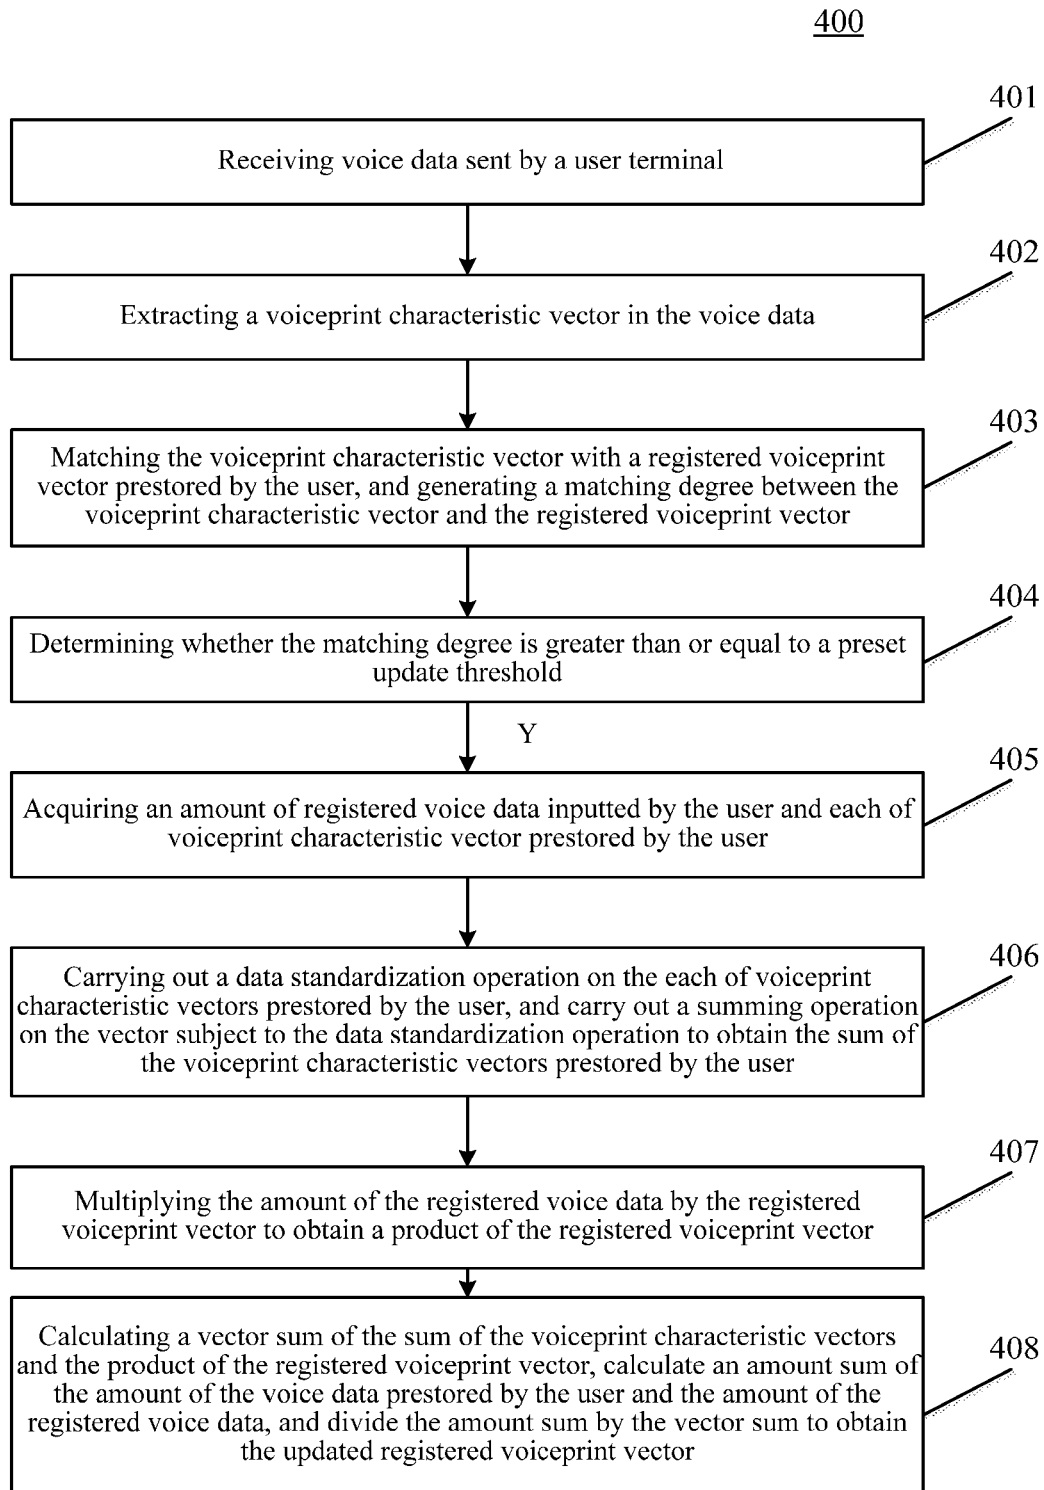 400
401
Receiving voice data sent by a user terminal
402
Extracting a voiceprint characteristic vector in the voice data
403
Matching the voiceprint characteristic vector with a registered voiceprint
vector prestored by the user, and generating a matching degree between the
voiceprint characteristic vector and the registered voiceprint vector
404
Determining whether the matching degree is greater than or equal to a preset
update threshold
Y
405
Acquiring an amount of registered voice data inputted by the user and each of
voiceprint characteristic vector prestored by the user
406
Carrying out a data standardization operation on the each of voiceprint
characteristic vectors prestored by the user, and carry out a summing operation
on the vector subject to the data standardization operation to obtain the sum of
the voiceprint characteristic vectors prestored by the user
407
Multiplying the amount of the registered voice data by the registered
voiceprint vector to obtain a product of the registered voiceprint vector
408
Calculating a vector sum of the sum of the voiceprint characteristic vectors
and the product of the registered voiceprint vector, calculate an amount sum of
the amount of the voice data prestored by the user and the amount of the
registered voice data, and divide the amount sum by the vector sum to obtain
the updated registered voiceprint vector